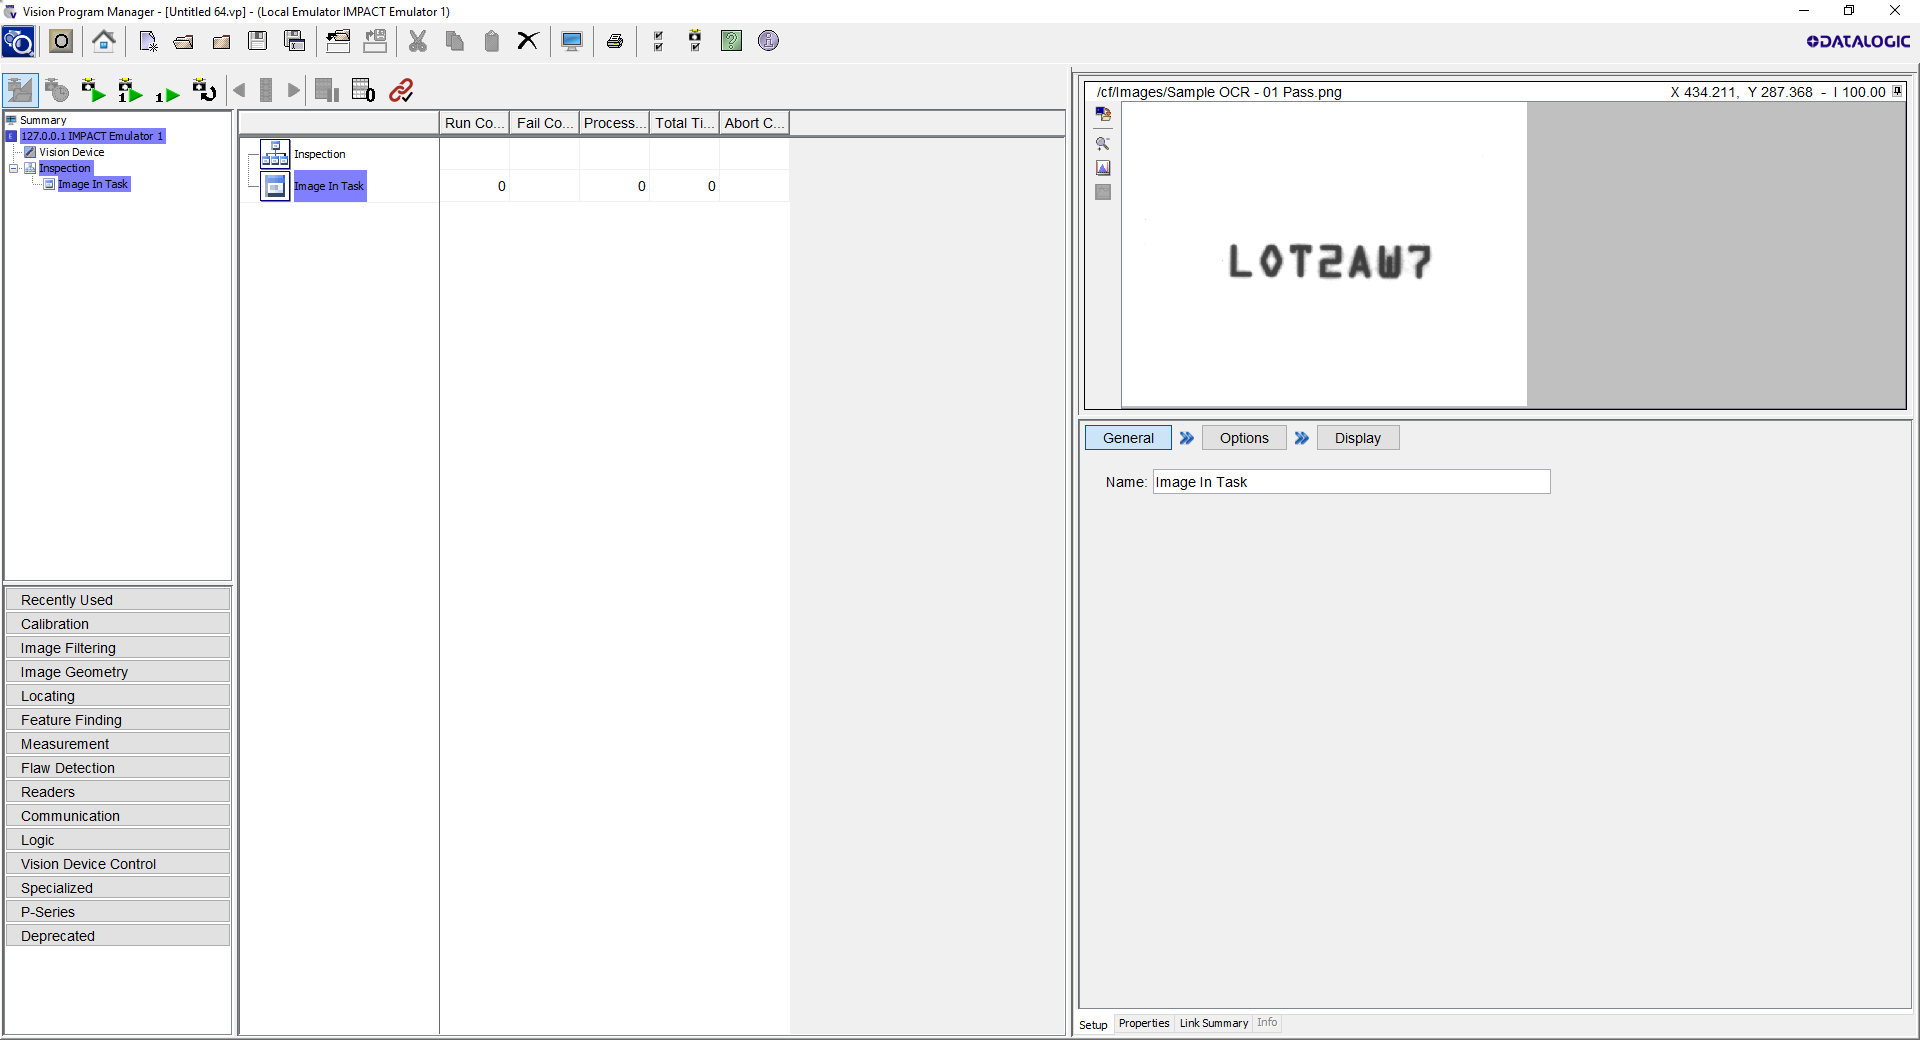 Vision Program Manager - [Untitled 64.vp] - (Local Emulator IMPACT Emulator 1)
DATALOGIC
Summary
127.0.0.1 IMPACT Emulator 1
Vision Device
Inspection
Image In Task
Run Co... Fail Co... Process... Total Ti... Abort C...
Inspection
Image In Task 0 0 0
/cf/Images/Sample OCR - 01 Pass.png X 434.211, Y 287.368 - I 100.00
LOT2AW7
General Options Display
Name: Image In Task
Recently Used
Calibration
Image Filtering
Image Geometry
Locating
Feature Finding
Measurement
Flaw Detection
Readers
Communication
Logic
Vision Device Control
Specialized
P-Series
Deprecated
Setup Properties Link Summary Info